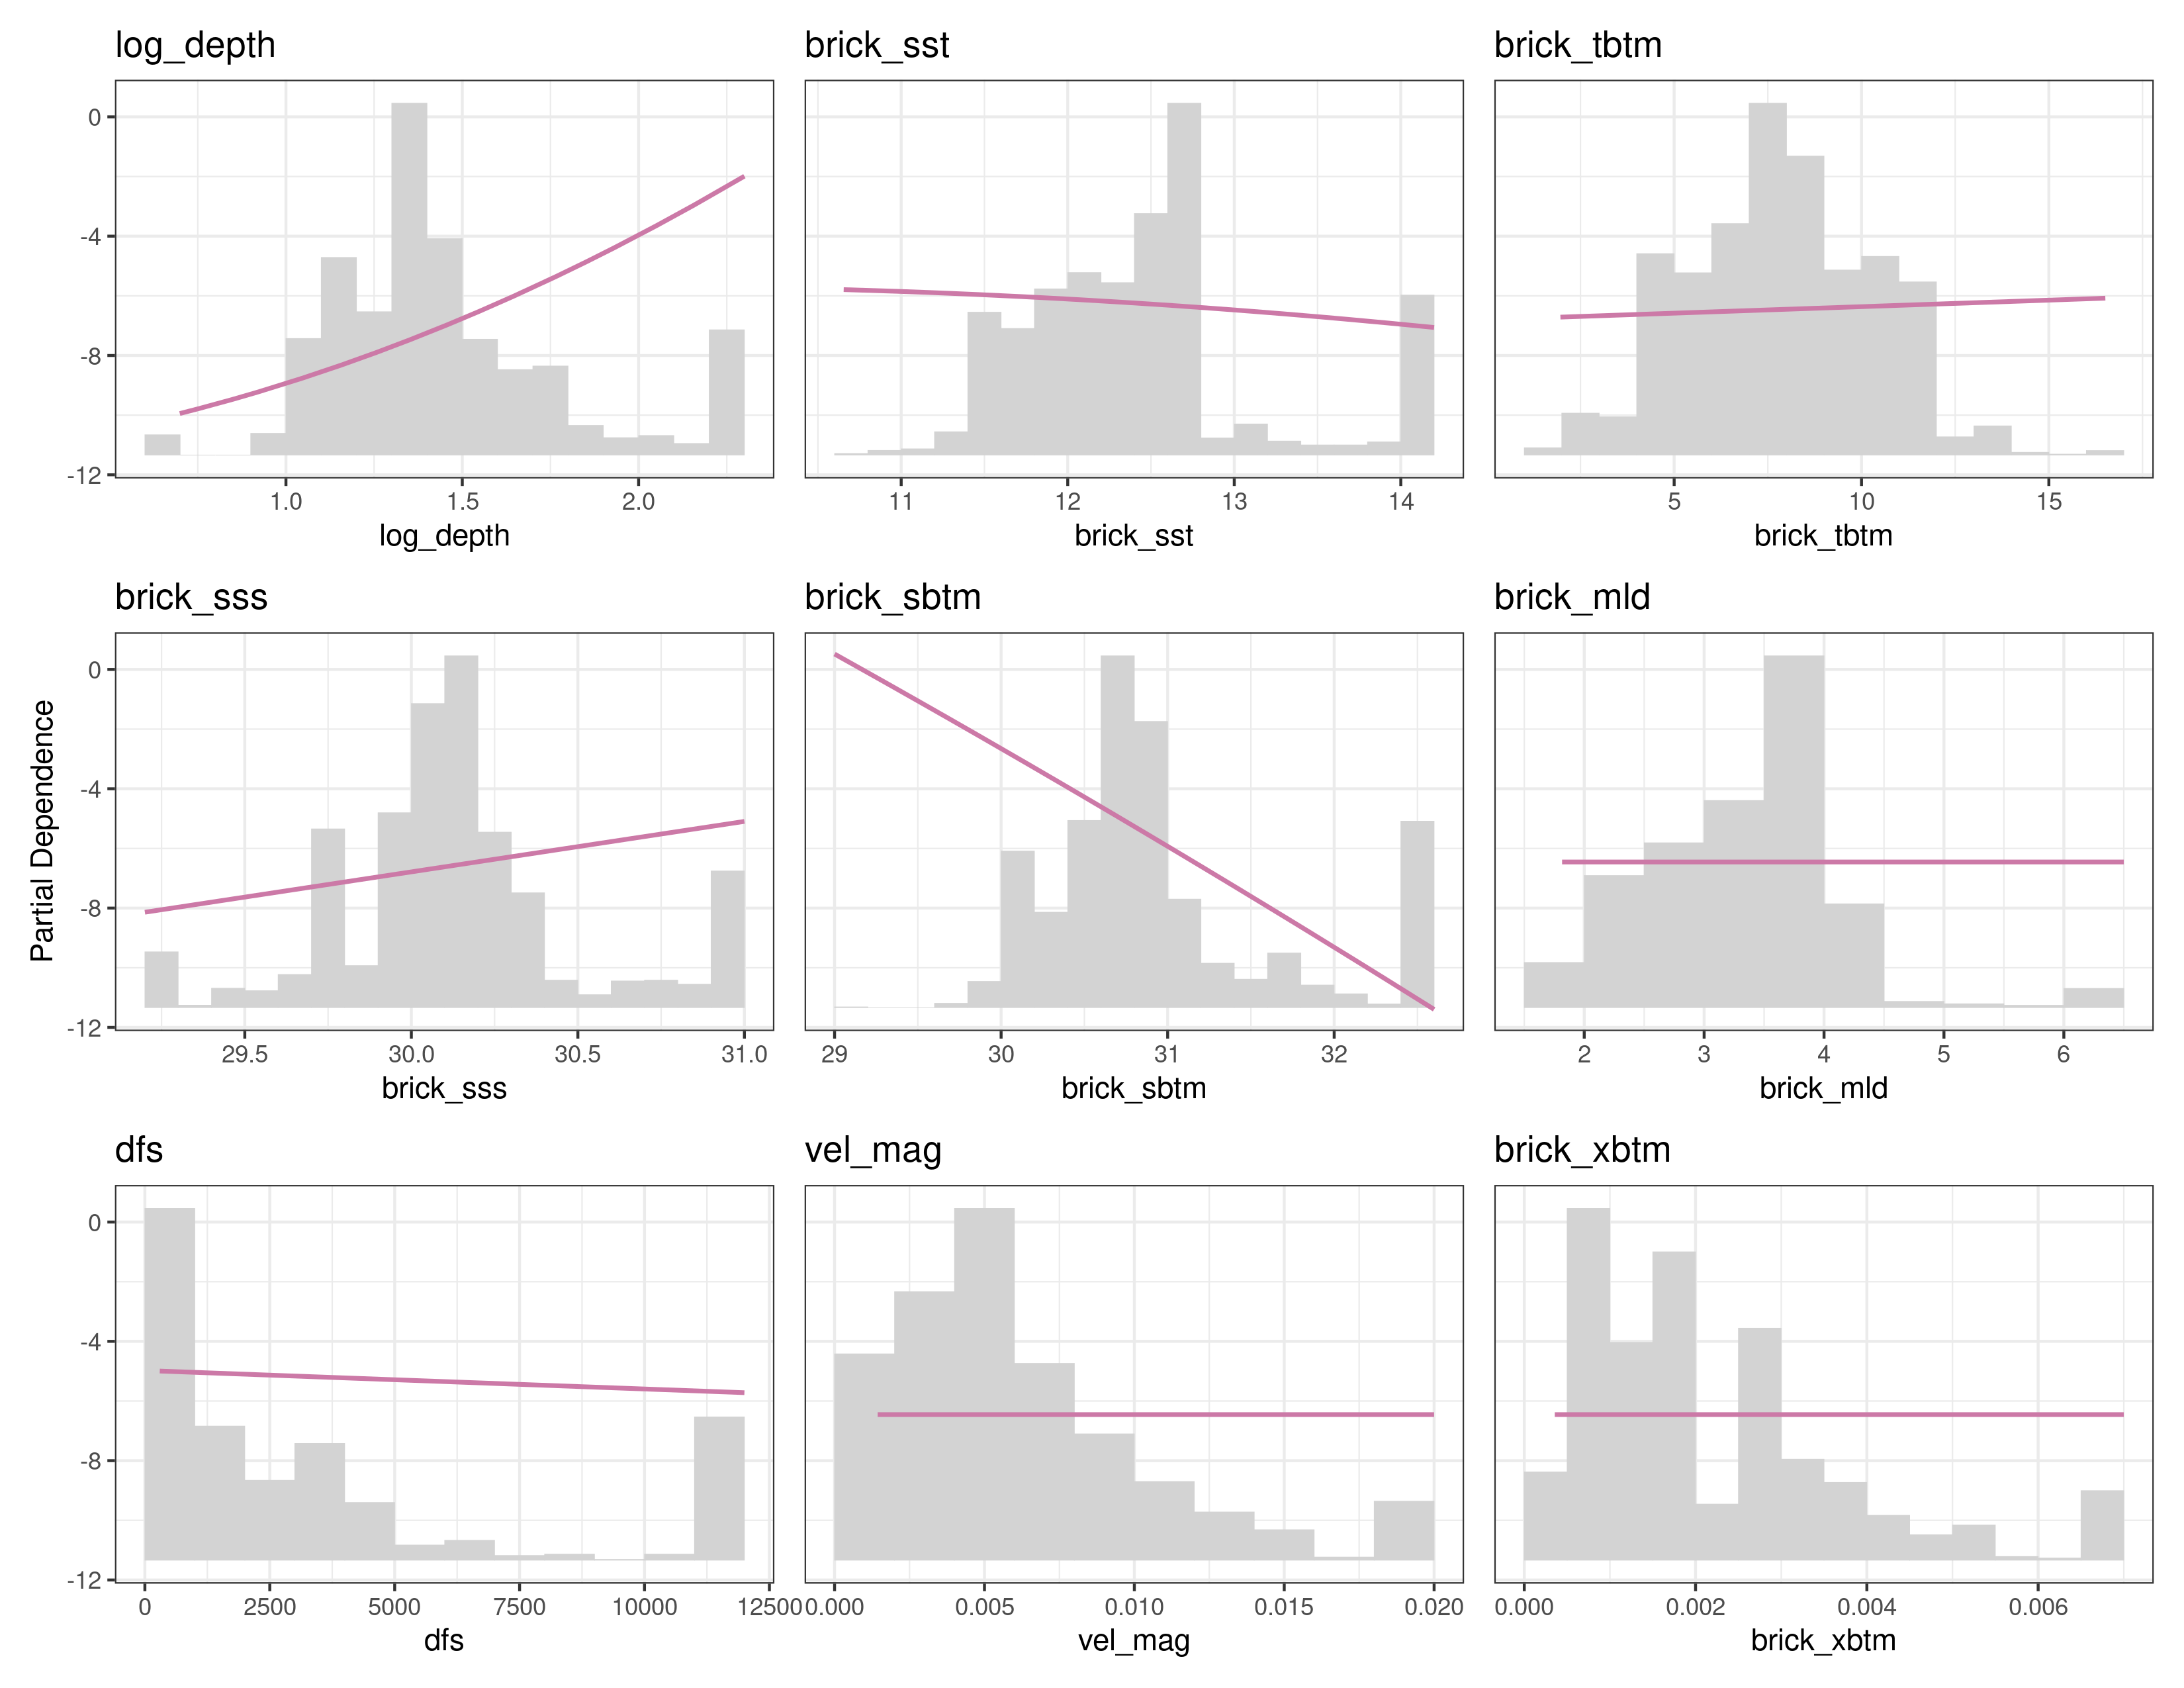 log_depth brick_sst brick_tbtm
0
-4
-8
-12
1.0 1.5 2.0 11 12 13 14 5 10 15
log_depth brick_sst brick_tbtm
brick_sss brick_sbtm brick_mld
Partial Dependence
0
-4
-8
-12
29.5 30.0 30.5 31.0 29 30 31 32 2 3 4 5 6
brick_sss brick_sbtm brick_mld
dfs vel_mag brick_xbtm
0
-4
-8
-12
0 2500 5000 7500 10000 12500 0.000 0.005 0.010 0.015 0.020 0.000 0.002 0.004 0.006
dfs vel_mag brick_xbtm